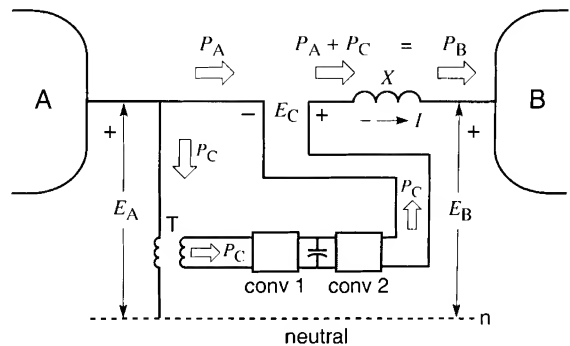 P_A P_A + P_C = P_B
X
A B
− E_C + − I
+ +
P_C
P_C
E_A E_B
T
P_C
conv 1 conv 2
n
neutral